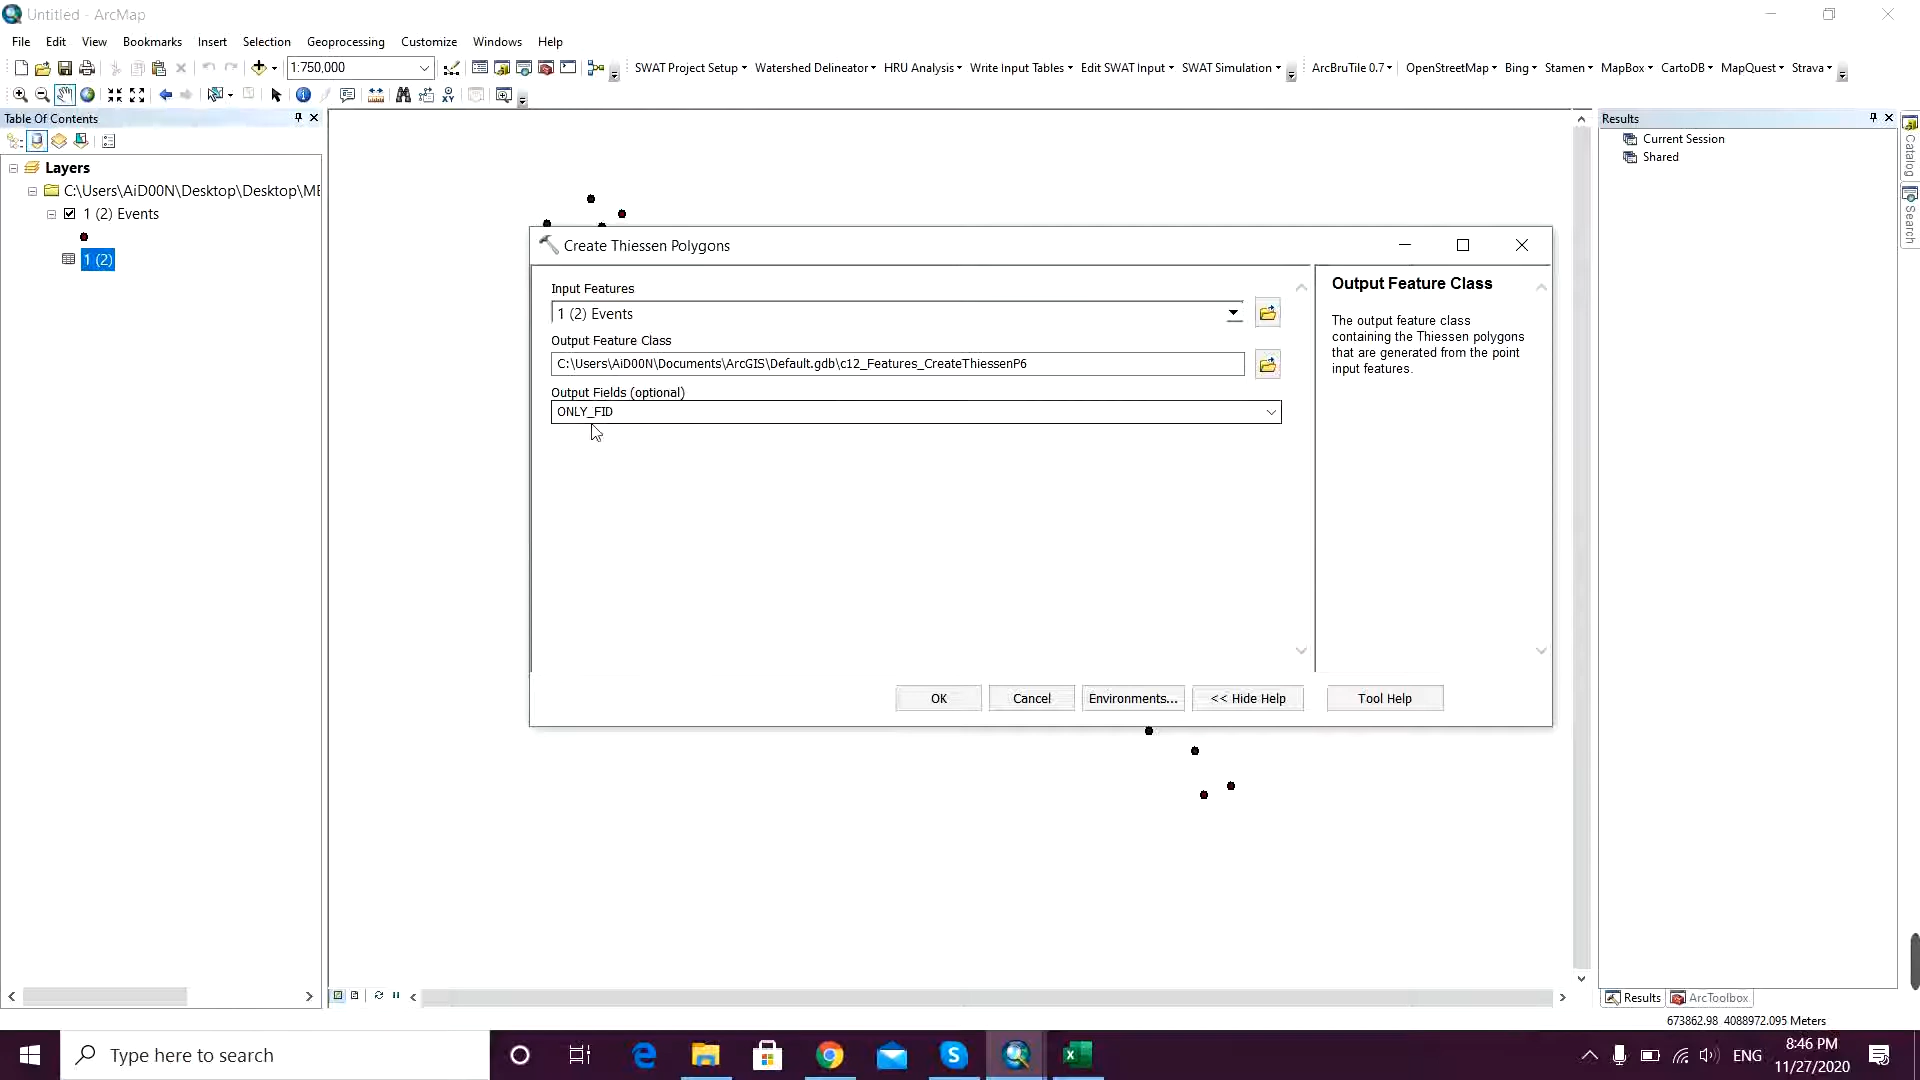 Untitled - ArcMap
File Edit View Bookmarks Insert Selection Geoprocessing Customize Windows Help
1:750,000 SWAT Project Setup Watershed Delineator HRU Analysis Write Input Tables Edit SWAT Input SWAT Simulation ArcBruTile 0.7 OpenStreetMap Bing Stamen MapBox CartoDB MapQuest Strava
Table Of Contents
Results
Layers
C:\Users\AiD00N\Desktop\Desktop\ME
1 (2) Events
1 (2)
Current Session
Shared
Catalog
Search
Create Thiessen Polygons
Input Features
1 (2) Events
Output Feature Class
C:\Users\AiD00N\Documents\ArcGIS\Default.gdb\c12_Features_CreateThiessenP6
Output Fields (optional)
ONLY_FID
Output Feature Class
The output feature class
containing the Thiessen polygons
that are generated from the point
input features.
OK Cancel Environments... << Hide Help Tool Help
Results ArcToolbox
673862.98 4088972.095 Meters
Type here to search
ENG
8:46 PM
11/27/2020